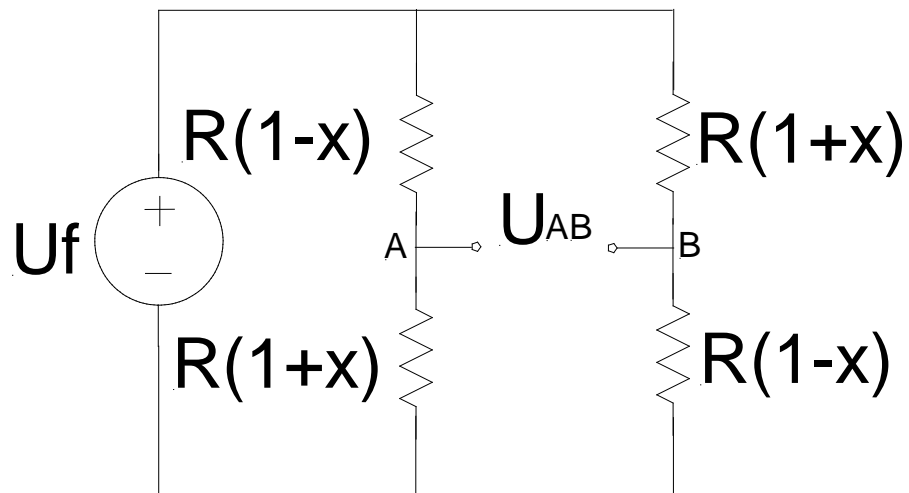 R(1-x)
R(1+x)
Uf
+
−
A
UAB
B
R(1+x)
R(1-x)